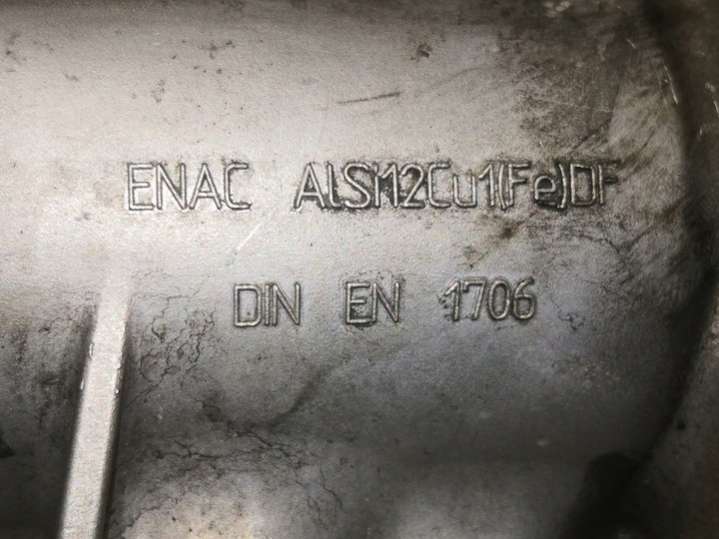 ENAC AlSi12Cu1(Fe)DF
DIN EN 1706